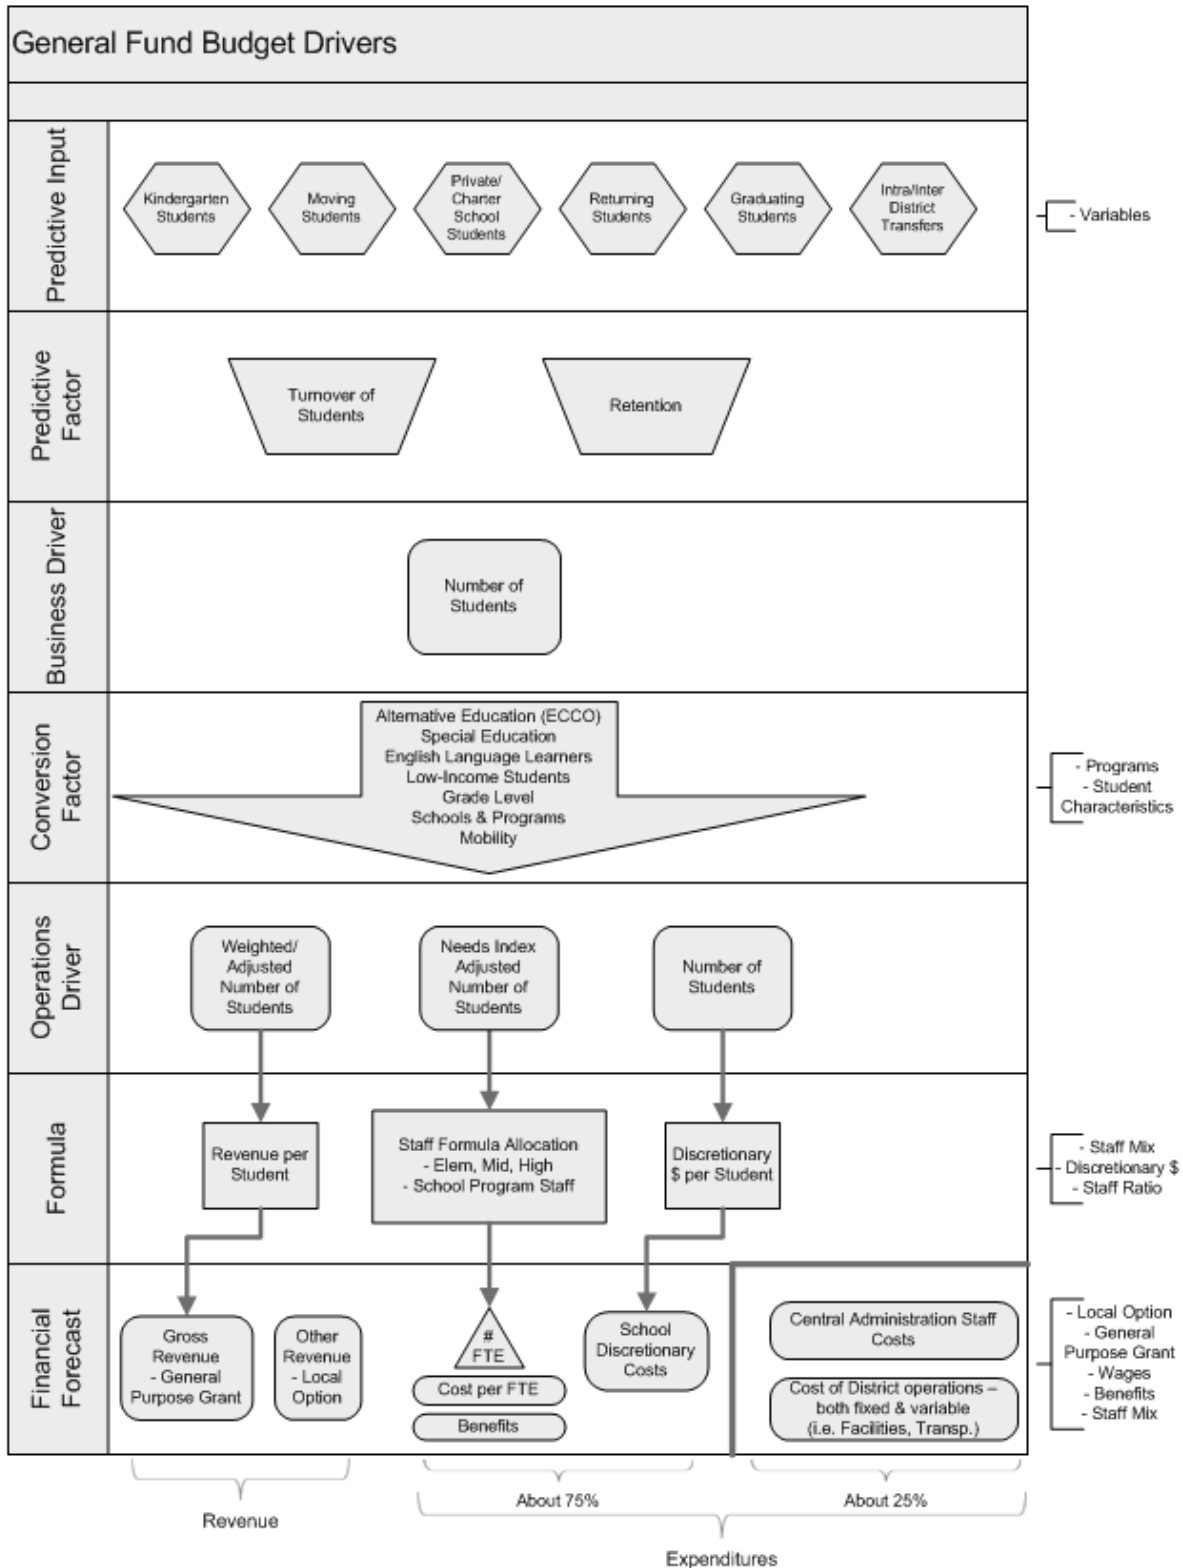 General Fund Budget Drivers
Predictive Input
Kindergarten
Students
Moving
Students
Private/
Charter
School
Students
Returning
Students
Graduating
Students
Intra/Inter
District
Transfers
- Variables
Predictive
Factor
Turnover of
Students
Retention
Business Driver
Number of
Students
Conversion
Factor
Alternative Education (ECCO)
Special Education
English Language Learners
Low-Income Students
Grade Level
Schools & Programs
Mobility
- Programs
- Student
Characteristics
Operations
Driver
Weighted/
Adjusted
Number of
Students
Needs Index
Adjusted
Number of
Students
Number of
Students
Formula
Revenue per
Student
Staff Formula Allocation
- Elem, Mid, High
- School Program Staff
Discretionary
$ per Student
- Staff Mix
- Discretionary $
- Staff Ratio
Financial
Forecast
Gross
Revenue
- General
Purpose Grant
Other
Revenue
- Local
Option
#
FTE
Cost per FTE
Benefits
School
Discretionary
Costs
Central Administration Staff
Costs
Cost of District operations –
both fixed & variable
(i.e. Facilities, Transp.)
- Local Option
- General
Purpose Grant
- Wages
- Benefits
- Staff Mix
Revenue
About 75%
About 25%
Expenditures